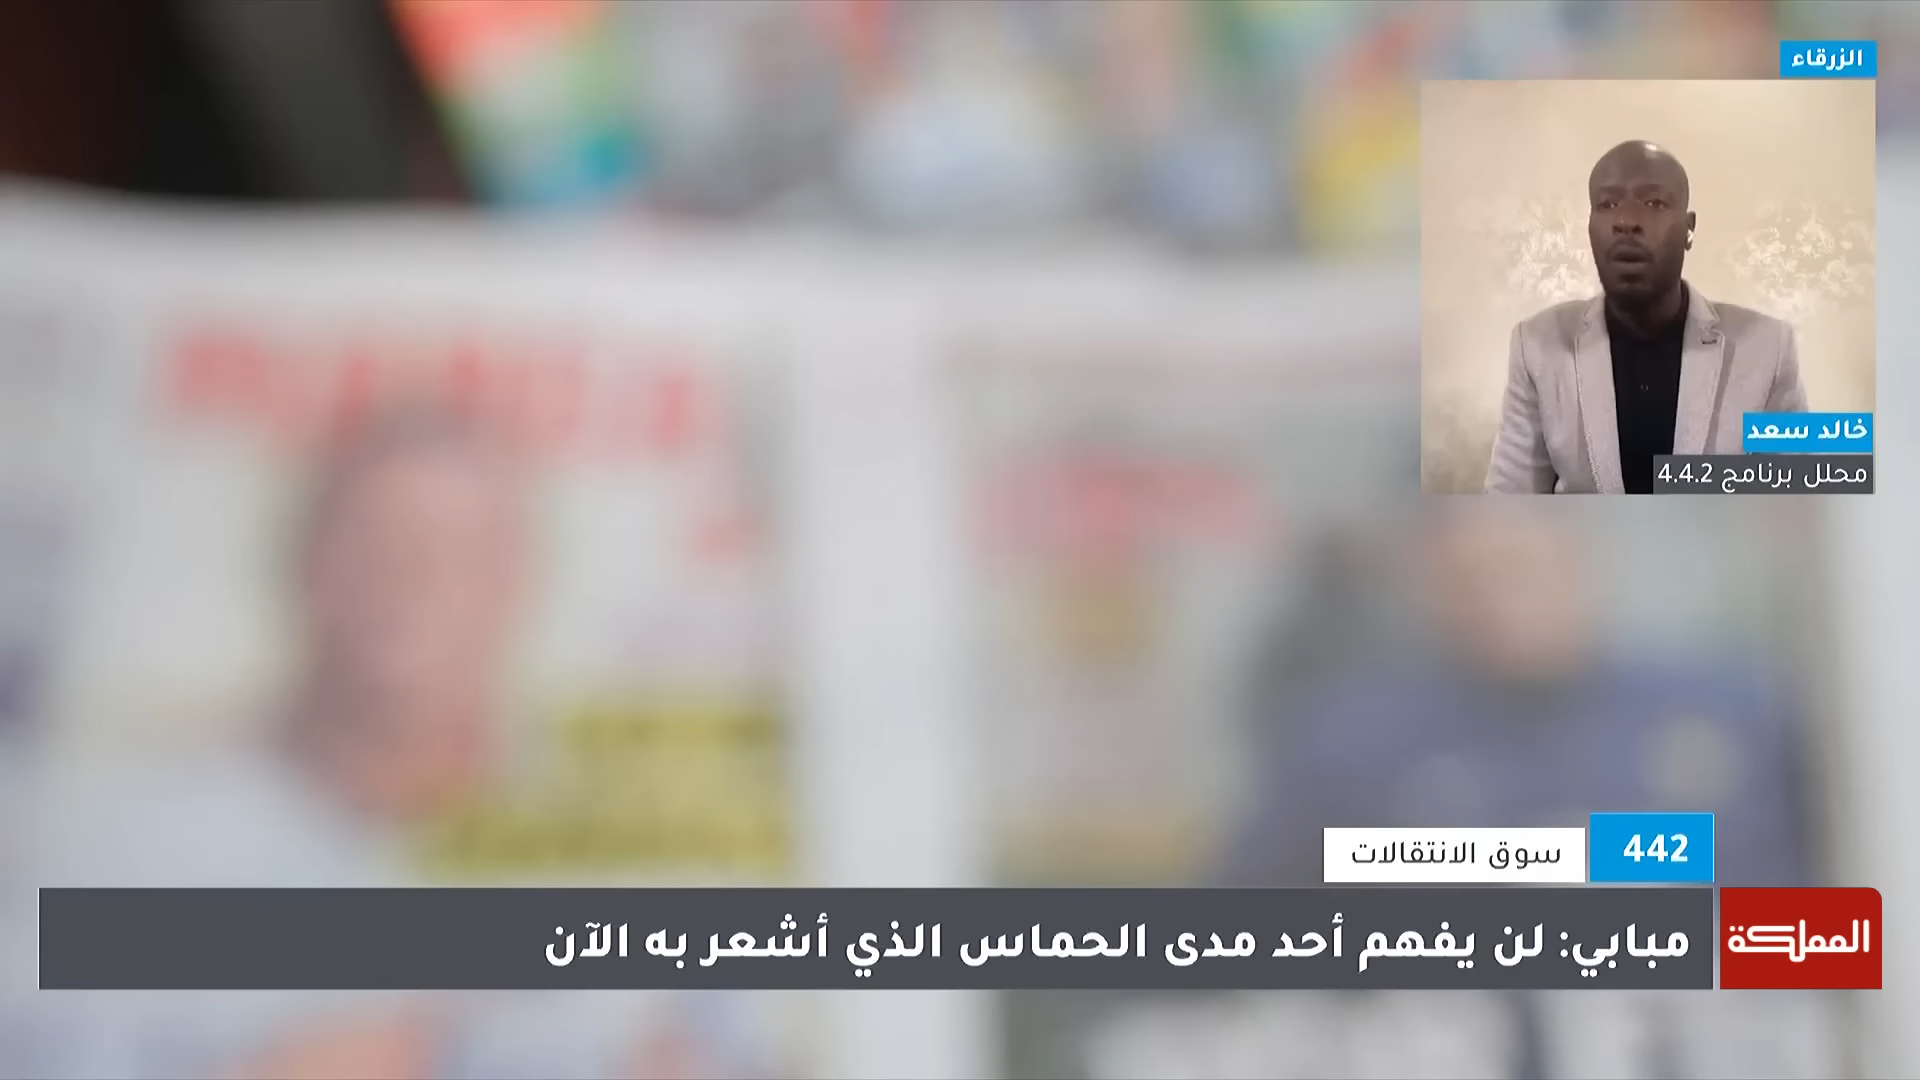 الزرقاء
خالد سعد
محلل برنامج 4.4.2
442
سوق الانتقالات
مبابي: لن يفهم أحد مدى الحماس الذي أشعر به الآن
المملكة